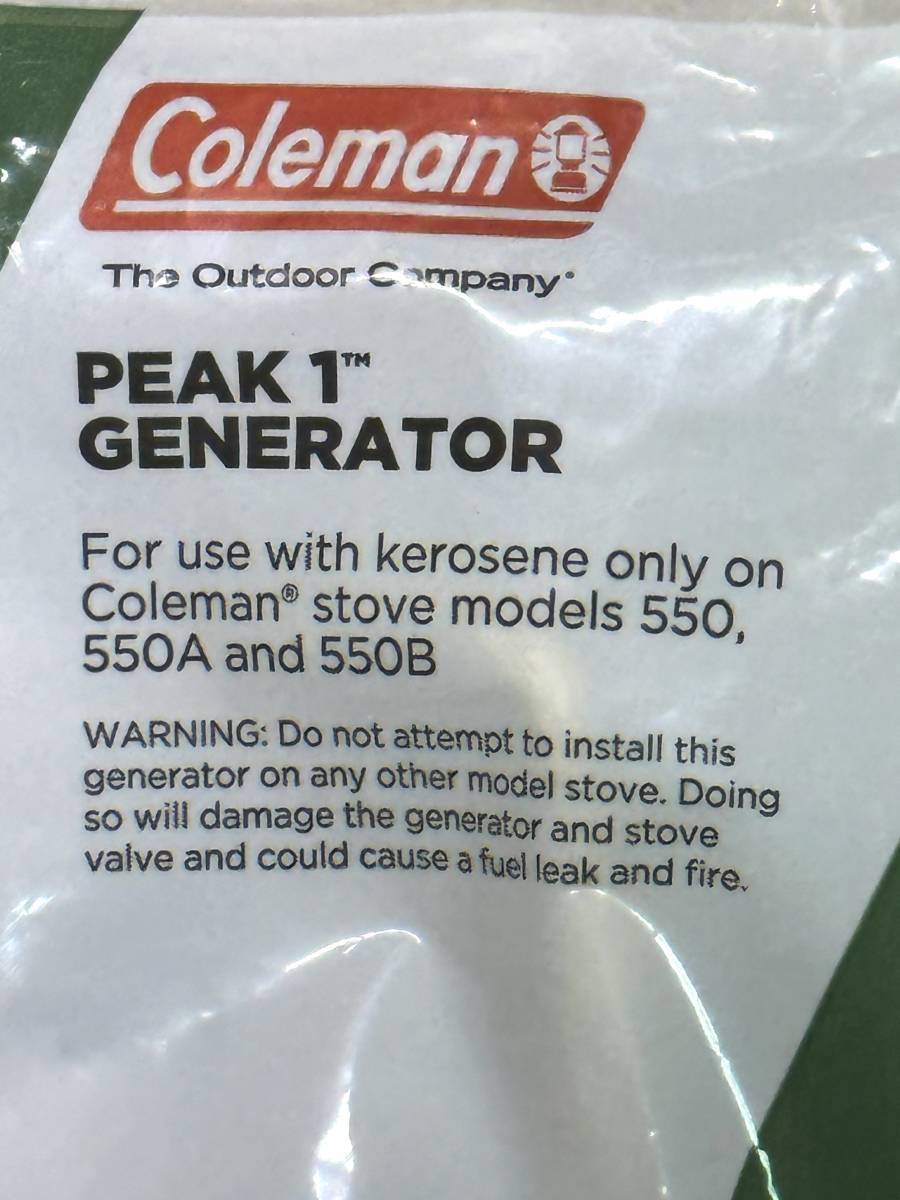 Coleman
The Outdoor Company®
PEAK 1™
GENERATOR
For use with kerosene only on
Coleman® stove models 550,
550A and 550B
WARNING: Do not attempt to install this
generator on any other model stove. Doing
so will damage the generator and stove
valve and could cause a fuel leak and fire.